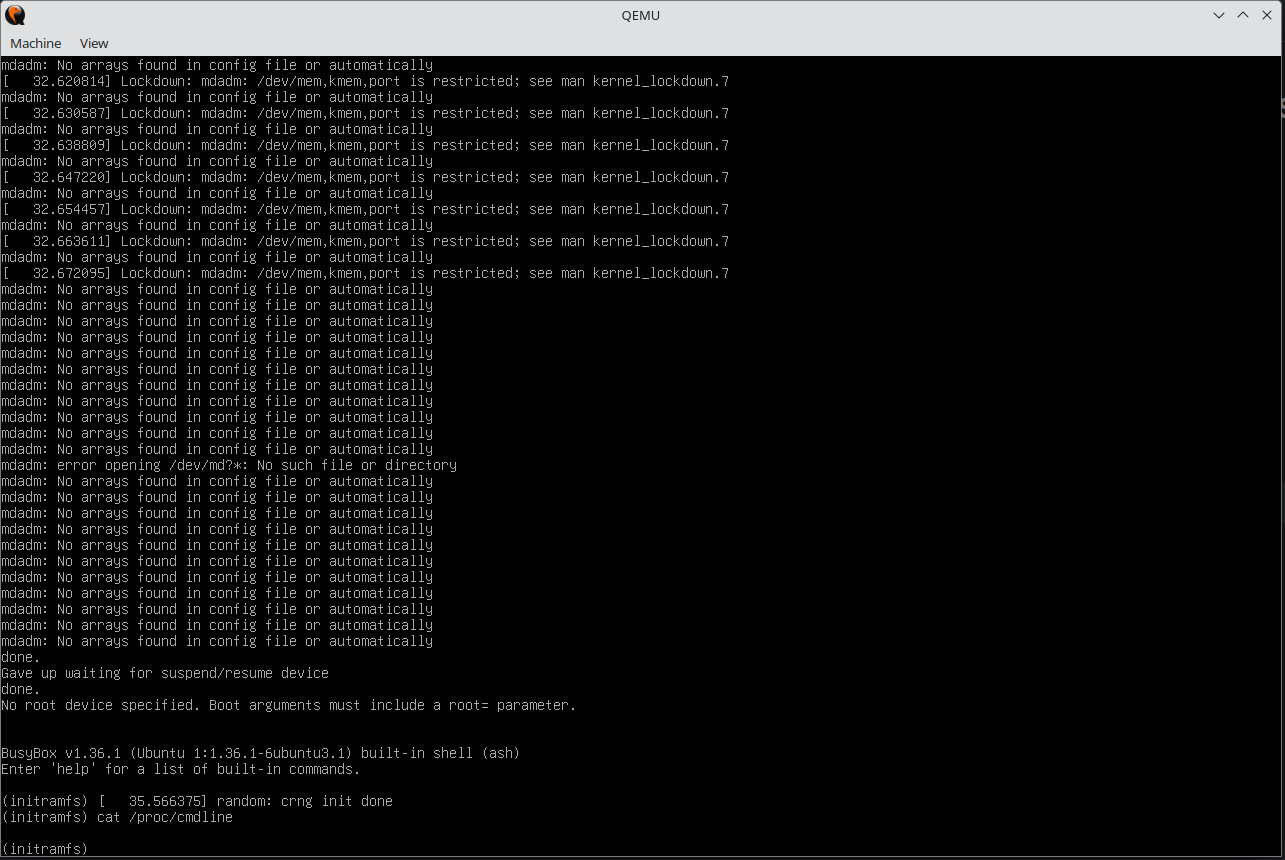 QEMU
Machine View
mdadm: No arrays found in config file or automatically
[   32.620814] Lockdown: mdadm: /dev/mem,kmem,port is restricted; see man kernel_lockdown.7
mdadm: No arrays found in config file or automatically
[   32.630587] Lockdown: mdadm: /dev/mem,kmem,port is restricted; see man kernel_lockdown.7
mdadm: No arrays found in config file or automatically
[   32.638809] Lockdown: mdadm: /dev/mem,kmem,port is restricted; see man kernel_lockdown.7
mdadm: No arrays found in config file or automatically
[   32.647220] Lockdown: mdadm: /dev/mem,kmem,port is restricted; see man kernel_lockdown.7
mdadm: No arrays found in config file or automatically
[   32.654457] Lockdown: mdadm: /dev/mem,kmem,port is restricted; see man kernel_lockdown.7
mdadm: No arrays found in config file or automatically
[   32.663611] Lockdown: mdadm: /dev/mem,kmem,port is restricted; see man kernel_lockdown.7
mdadm: No arrays found in config file or automatically
[   32.672095] Lockdown: mdadm: /dev/mem,kmem,port is restricted; see man kernel_lockdown.7
mdadm: No arrays found in config file or automatically
mdadm: No arrays found in config file or automatically
mdadm: No arrays found in config file or automatically
mdadm: No arrays found in config file or automatically
mdadm: No arrays found in config file or automatically
mdadm: No arrays found in config file or automatically
mdadm: No arrays found in config file or automatically
mdadm: No arrays found in config file or automatically
mdadm: No arrays found in config file or automatically
mdadm: No arrays found in config file or automatically
mdadm: No arrays found in config file or automatically
mdadm: error opening /dev/md?*: No such file or directory
mdadm: No arrays found in config file or automatically
mdadm: No arrays found in config file or automatically
mdadm: No arrays found in config file or automatically
mdadm: No arrays found in config file or automatically
mdadm: No arrays found in config file or automatically
mdadm: No arrays found in config file or automatically
mdadm: No arrays found in config file or automatically
mdadm: No arrays found in config file or automatically
mdadm: No arrays found in config file or automatically
mdadm: No arrays found in config file or automatically
mdadm: No arrays found in config file or automatically
done.
Gave up waiting for suspend/resume device
done.
No root device specified. Boot arguments must include a root= parameter.
BusyBox v1.36.1 (Ubuntu 1:1.36.1-6ubuntu3.1) built-in shell (ash)
Enter 'help' for a list of built-in commands.
(initramfs) [   35.566375] random: crng init done
(initramfs) cat /proc/cmdline
(initramfs)